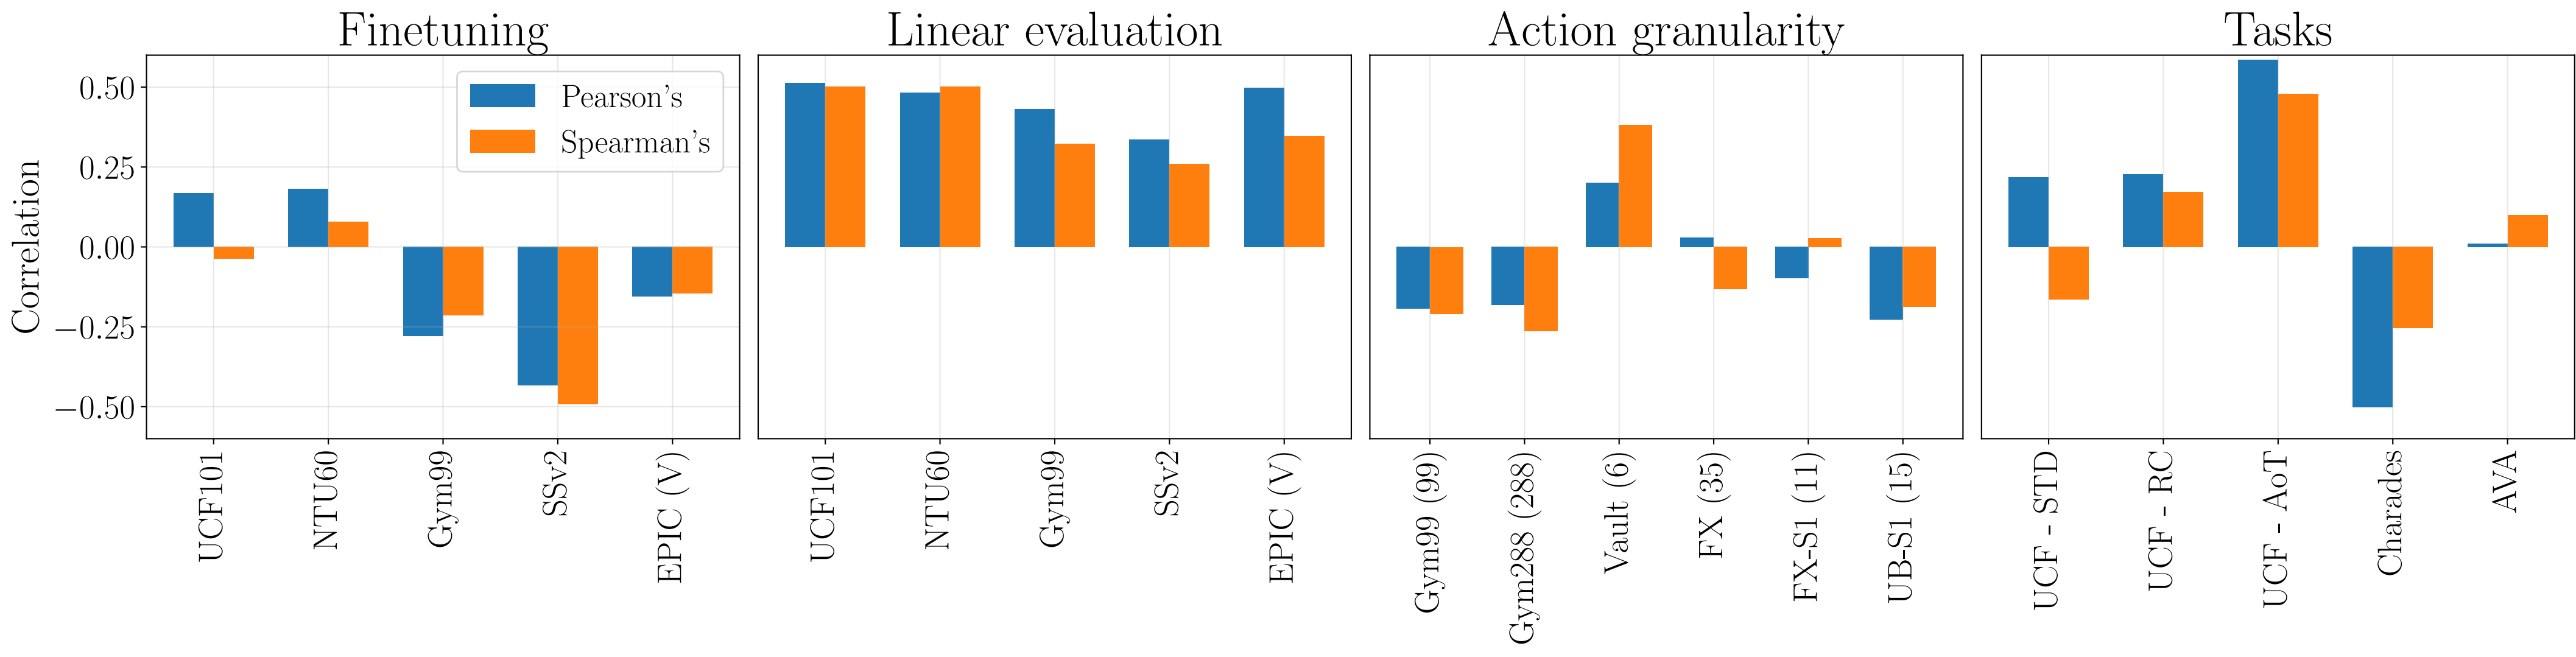 Finetuning
Linear evaluation
Action granularity
Tasks
Correlation
0.50
0.25
0.00
−0.25
−0.50
Pearson's
Spearman's
UCF101
NTU60
Gym99
SSv2
EPIC (V)
UCF101
NTU60
Gym99
SSv2
EPIC (V)
Gym99 (99)
Gym288 (288)
Vault (6)
FX (35)
FX-S1 (11)
UB-S1 (15)
UCF - STD
UCF - RC
UCF - AoT
Charades
AVA